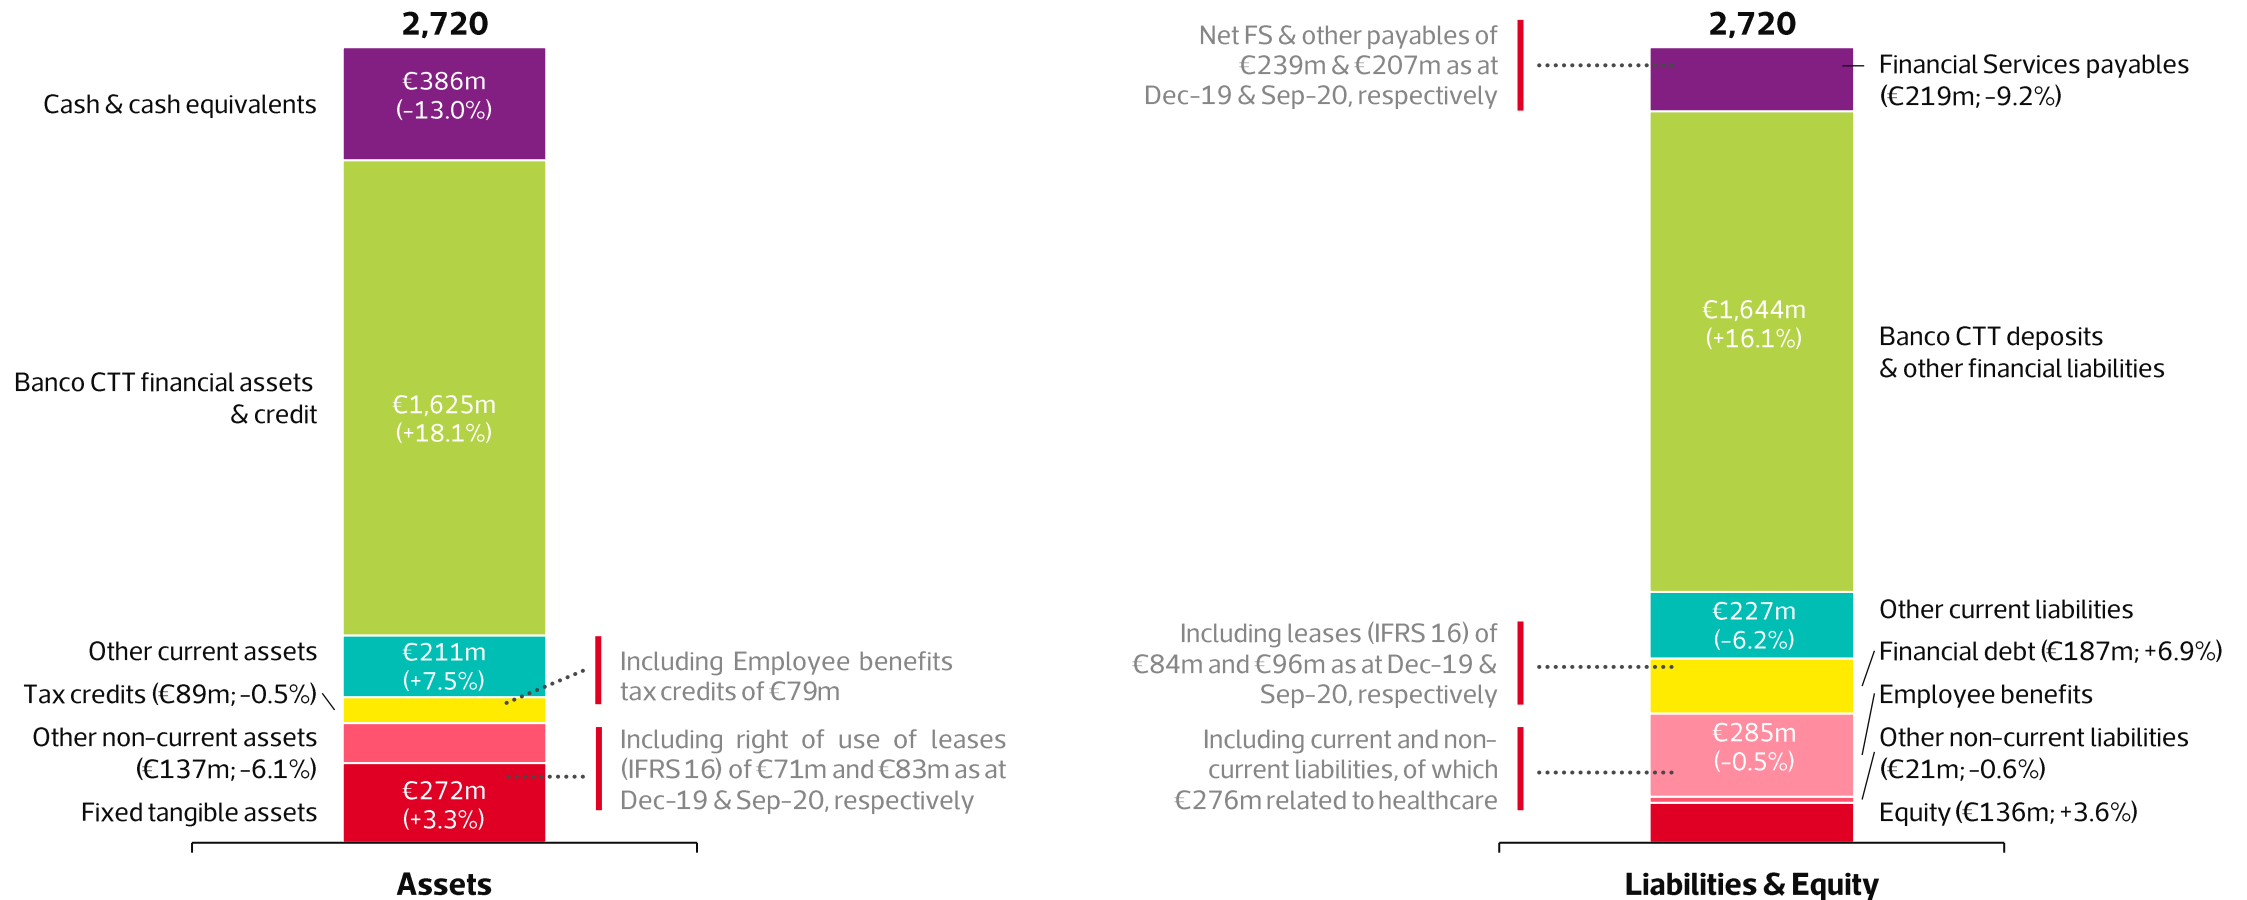 2,720
Cash & cash equivalents
€386m
(-13.0%)
Banco CTT financial assets
& credit
€1,625m
(+18.1%)
Other current assets
€211m
(+7.5%)
Tax credits (€89m; -0.5%)
Other non-current assets
(€137m; -6.1%)
Fixed tangible assets
€272m
(+3.3%)
Including Employee benefits
tax credits of €79m
Including right of use of leases
(IFRS 16) of €71m and €83m as at
Dec-19 & Sep-20, respectively
Assets
2,720
Net FS & other payables of
€239m & €207m as at
Dec-19 & Sep-20, respectively
Financial Services payables
(€219m; -9.2%)
€1,644m
(+16.1%)
Banco CTT deposits
& other financial liabilities
€227m
(-6.2%)
Other current liabilities
Including leases (IFRS 16) of
€84m and €96m as at Dec-19 &
Sep-20, respectively
Financial debt (€187m; +6.9%)
Employee benefits
€285m
(-0.5%)
Including current and non-
current liabilities, of which
€276m related to healthcare
Other non-current liabilities
(€21m; -0.6%)
Equity (€136m; +3.6%)
Liabilities & Equity